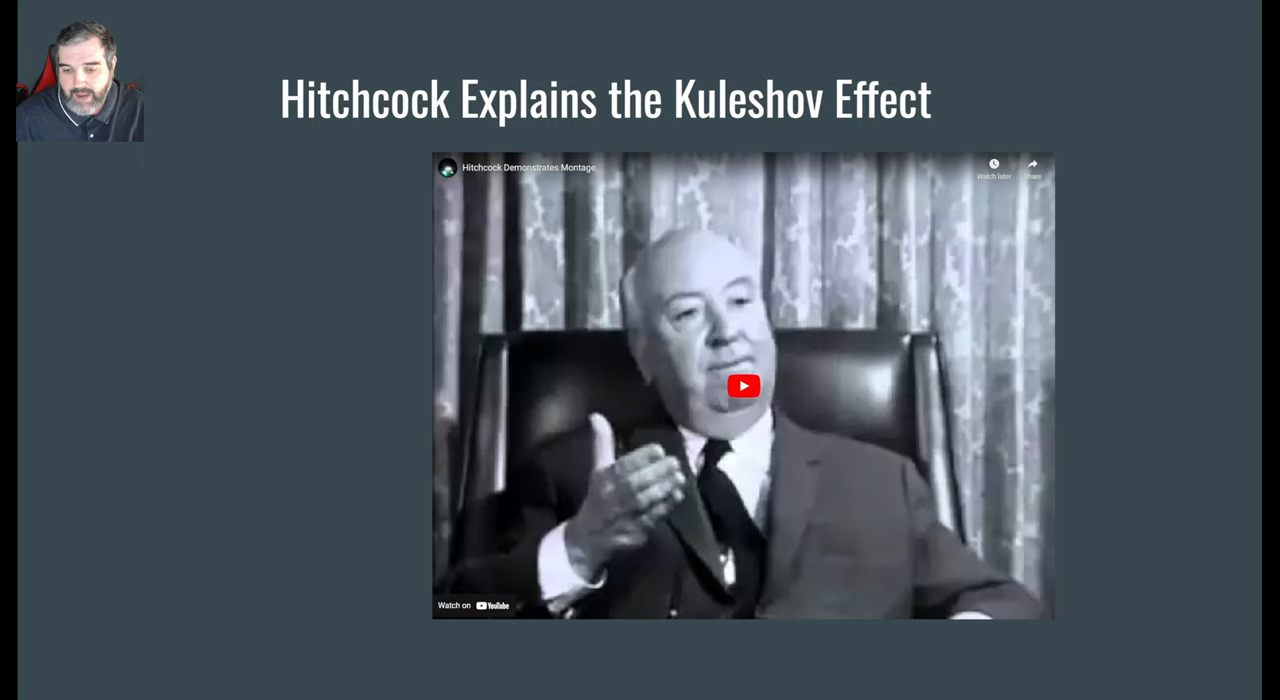 Hitchcock Explains the Kuleshov Effect
Hitchcock Demonstrates Montage
Watch later
Share
Watch on YouTube